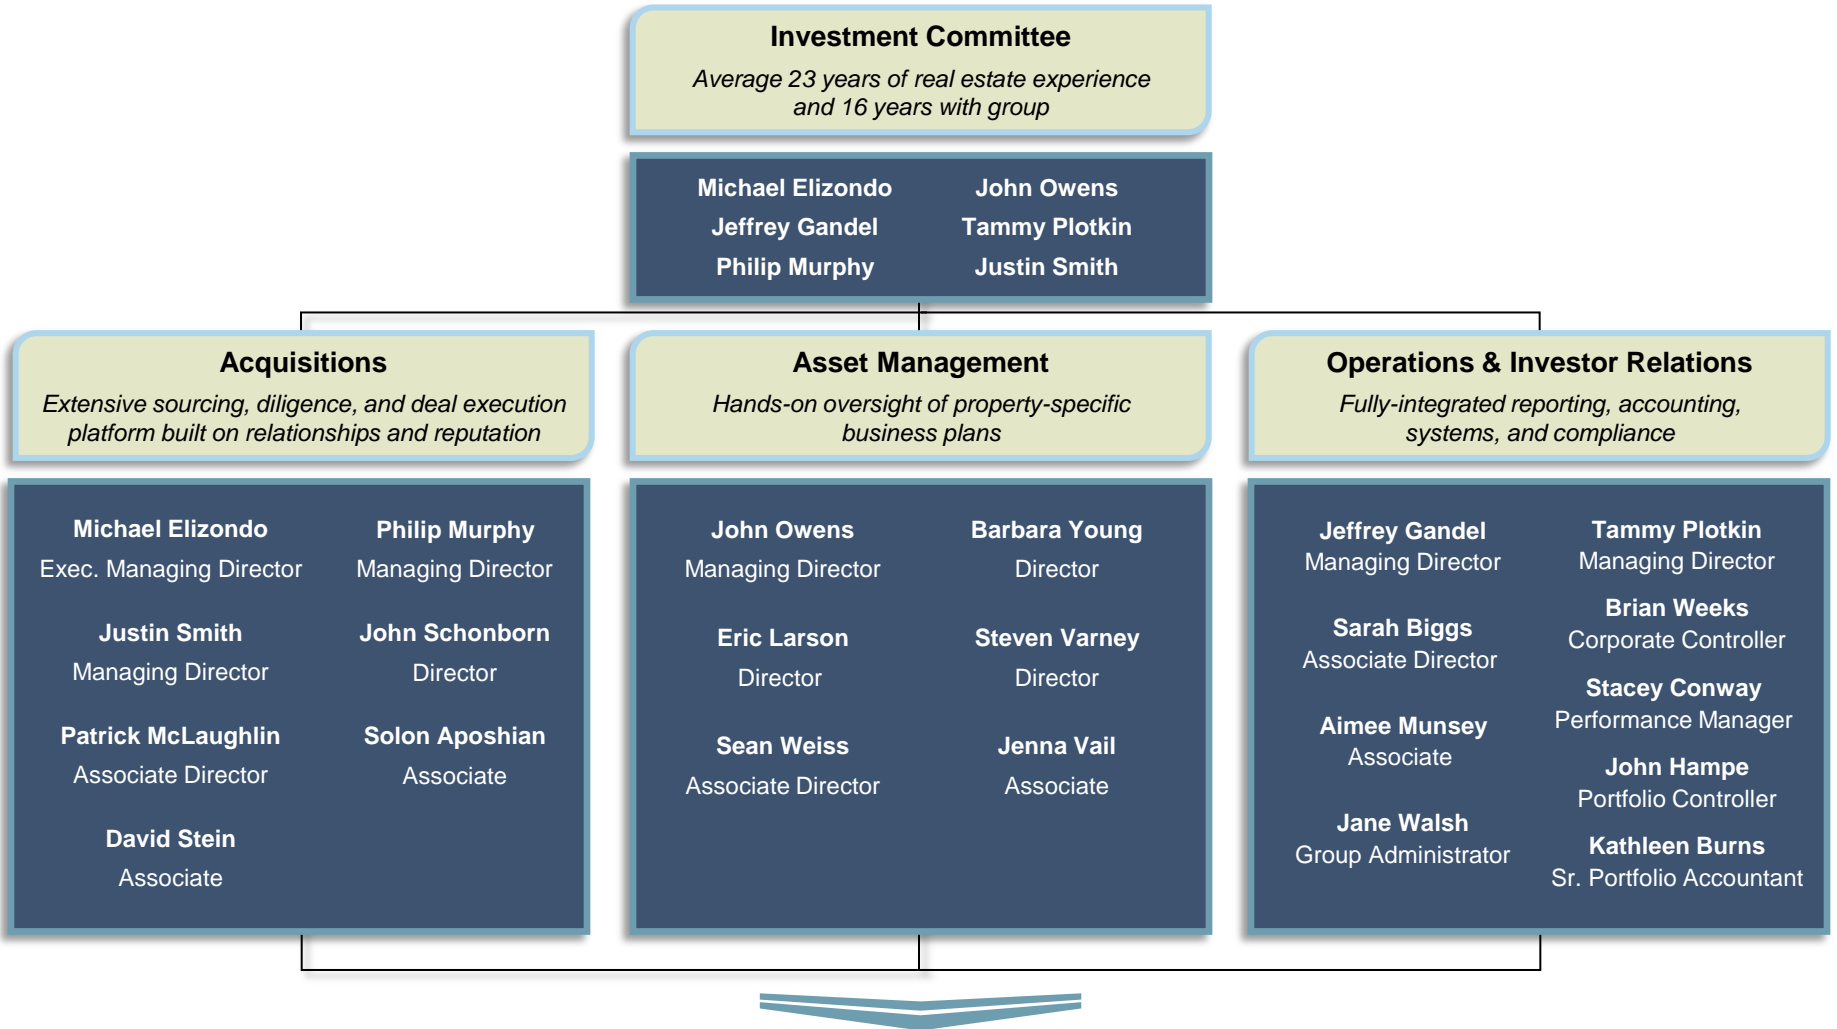 Investment Committee
Average 23 years of real estate experience
and 16 years with group
Michael Elizondo
John Owens
Jeffrey Gandel
Tammy Plotkin
Philip Murphy
Justin Smith
Acquisitions
Extensive sourcing, diligence, and deal execution
platform built on relationships and reputation
Michael Elizondo
Exec. Managing Director
Philip Murphy
Managing Director
Justin Smith
Managing Director
John Schonborn
Director
Patrick McLaughlin
Associate Director
Solon Aposhian
Associate
David Stein
Associate
Asset Management
Hands-on oversight of property-specific
business plans
John Owens
Managing Director
Barbara Young
Director
Eric Larson
Director
Steven Varney
Director
Sean Weiss
Associate Director
Jenna Vail
Associate
Operations & Investor Relations
Fully-integrated reporting, accounting,
systems, and compliance
Jeffrey Gandel
Managing Director
Sarah Biggs
Associate Director
Aimee Munsey
Associate
Jane Walsh
Group Administrator
Tammy Plotkin
Managing Director
Brian Weeks
Corporate Controller
Stacey Conway
Performance Manager
John Hampe
Portfolio Controller
Kathleen Burns
Sr. Portfolio Accountant